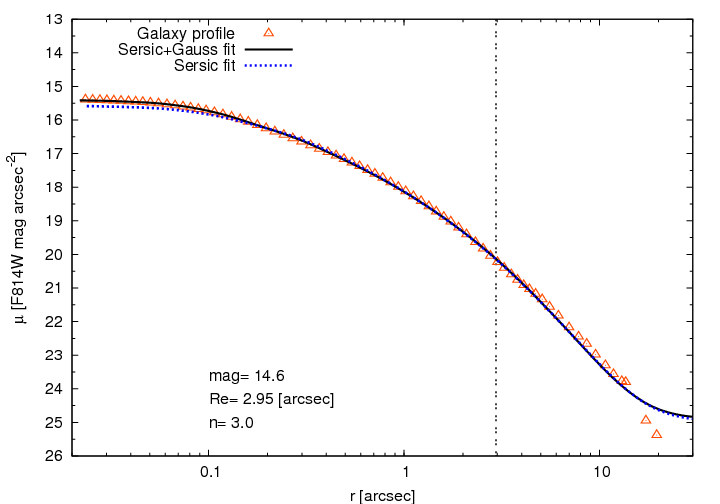 Galaxy profile
Sersic+Gauss fit
Sersic fit
13
14
15
16
17
18
19
20
21
22
23
24
25
26
μ [F814W mag arcsec-2]
mag= 14.6
Re= 2.95 [arcsec]
n= 3.0
0.1 1 10
r [arcsec]